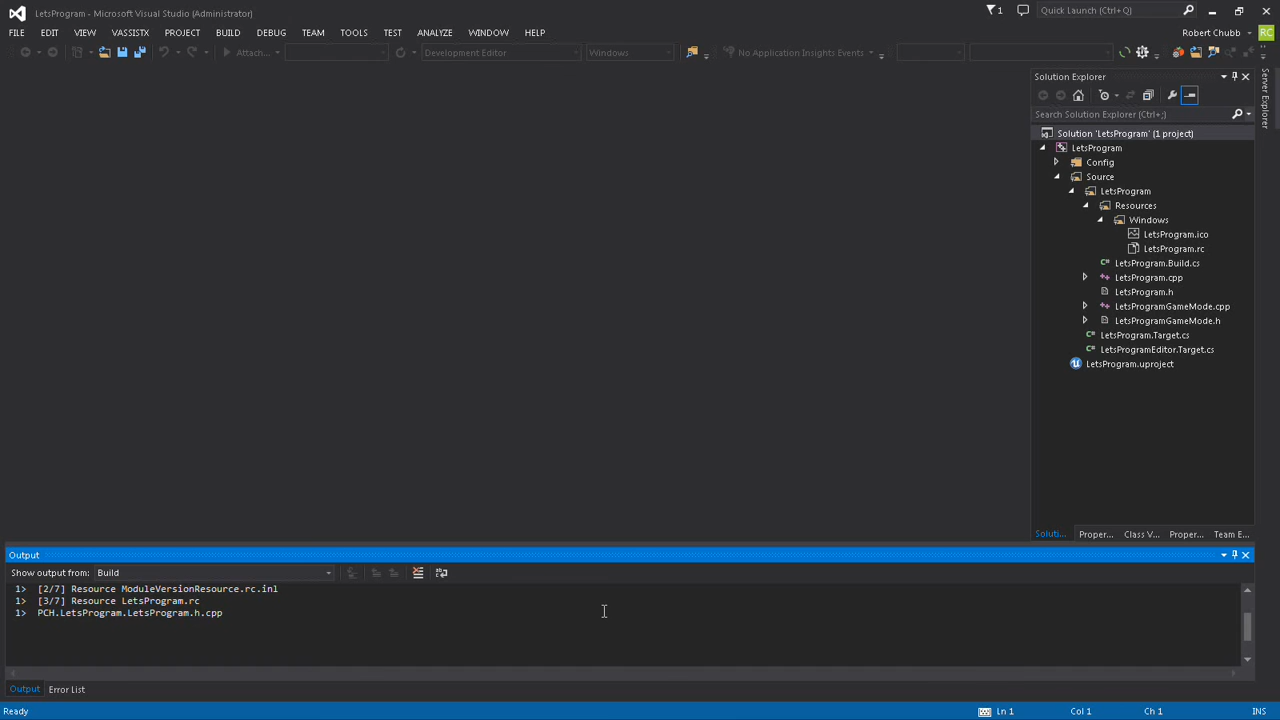 LetsProgram - Microsoft Visual Studio (Administrator)
1
Quick Launch (Ctrl+Q)
FILE EDIT VIEW VASSISTX PROJECT BUILD DEBUG TEAM TOOLS TEST ANALYZE WINDOW HELP
Robert Chubb
RC
Attach...
Development Editor
Windows
No Application Insights Events
Solution Explorer
Server Explorer
Search Solution Explorer (Ctrl+;)
Solution 'LetsProgram' (1 project)
LetsProgram
Config
Source
LetsProgram
Resources
Windows
LetsProgram.ico
LetsProgram.rc
LetsProgram.Build.cs
LetsProgram.cpp
LetsProgram.h
LetsProgramGameMode.cpp
LetsProgramGameMode.h
LetsProgram.Target.cs
LetsProgramEditor.Target.cs
LetsProgram.uproject
Soluti... Proper... Class V... Proper... Team E...
Output
Show output from: Build
1> [2/7] Resource ModuleVersionResource.rc.inl
1> [3/7] Resource LetsProgram.rc
1> PCH.LetsProgram.LetsProgram.h.cpp
Output Error List
Ready Ln 1 Col 1 Ch 1 INS